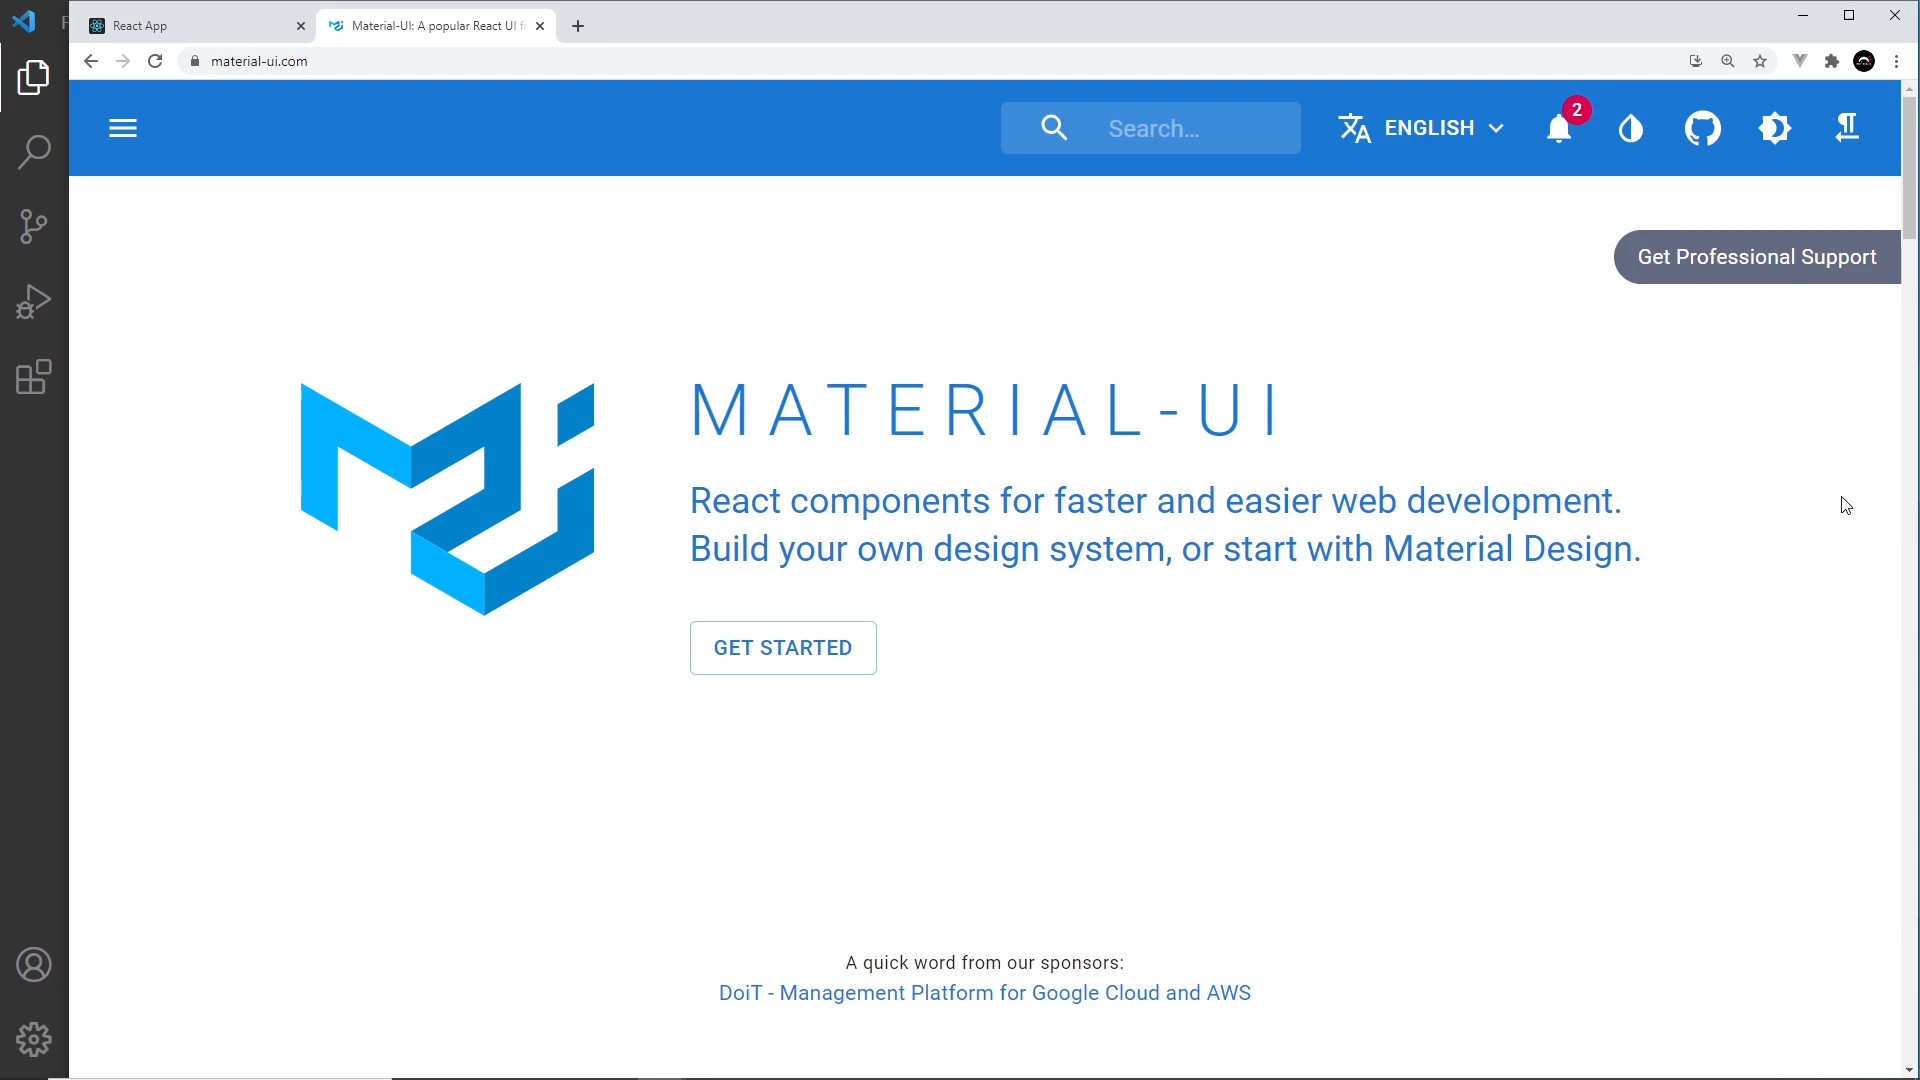 F
React App
Material-UI: A popular React UI f
material-ui.com
Search…
ENGLISH
2
Get Professional Support
MATERIAL-UI
React components for faster and easier web development.
Build your own design system, or start with Material Design.
GET STARTED
A quick word from our sponsors:
DoiT - Management Platform for Google Cloud and AWS